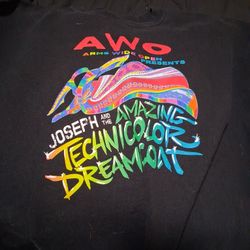 AWO
ARMS WIDE OPEN
PRESENTS
JOSEPH AND THE AMAZING
TECHNICOLOR
DREAMCOAT